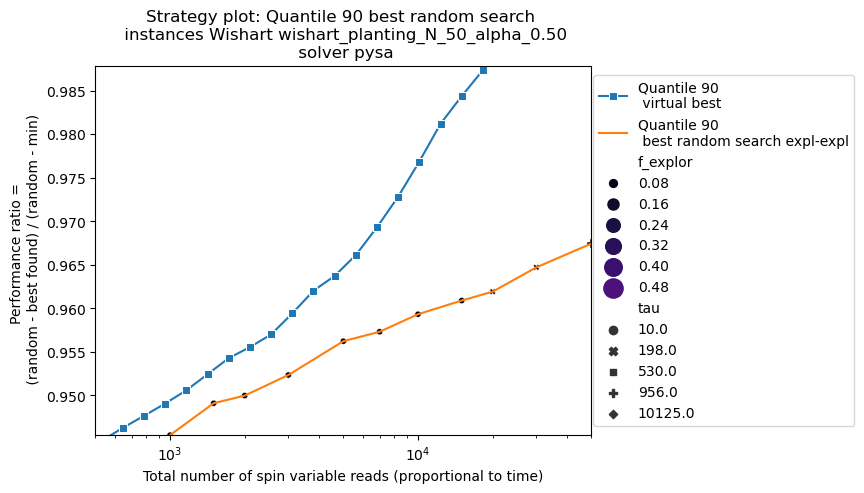 Strategy plot: Quantile 90 best random search
instances Wishart wishart_planting_N_50_alpha_0.50
solver pysa
Performance ratio =
(random - best found) / (random - min)
0.985
0.980
0.975
0.970
0.965
0.960
0.955
0.950
10^3
10^4
Total number of spin variable reads (proportional to time)
Quantile 90
virtual best
Quantile 90
best random search expl-expl
f_explor
0.08
0.16
0.24
0.32
0.40
0.48
tau
10.0
198.0
530.0
956.0
10125.0